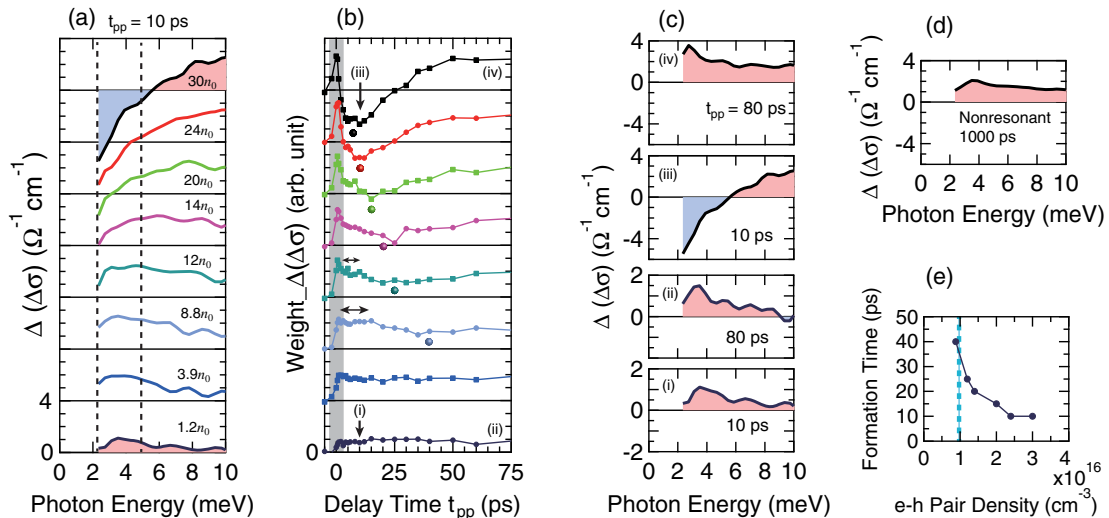 (a)
t_pp = 10 ps
30n₀
24n₀
20n₀
14n₀
12n₀
8.8n₀
3.9n₀
1.2n₀
Δ (Δσ) (Ω⁻¹ cm⁻¹)
4
0
0 2 4 6 8 10
Photon Energy (meV)
(b)
(iii)
(iv)
(i)
(ii)
Weight_Δ(Δσ) (arb. unit)
0 25 50 75
Delay Time t_pp (ps)
(c)
(iv)
4
2
0
-2
-4
t_pp = 80 ps
(iii)
4
2
0
-2
-4
-6
10 ps
(ii)
2
0
80 ps
(i)
2
0
10 ps
Δ (Δσ) (Ω⁻¹ cm⁻¹)
0 2 4 6 8 10
Photon Energy (meV)
(d)
4
0
-4
Nonresonant
1000 ps
Δ (Δσ) (Ω⁻¹ cm⁻¹)
0 2 4 6 8 10
Photon Energy (meV)
(e)
50
40
30
20
10
0
Formation Time (ps)
0 1 2 3 4
x10¹⁶
e-h Pair Density (cm⁻³)